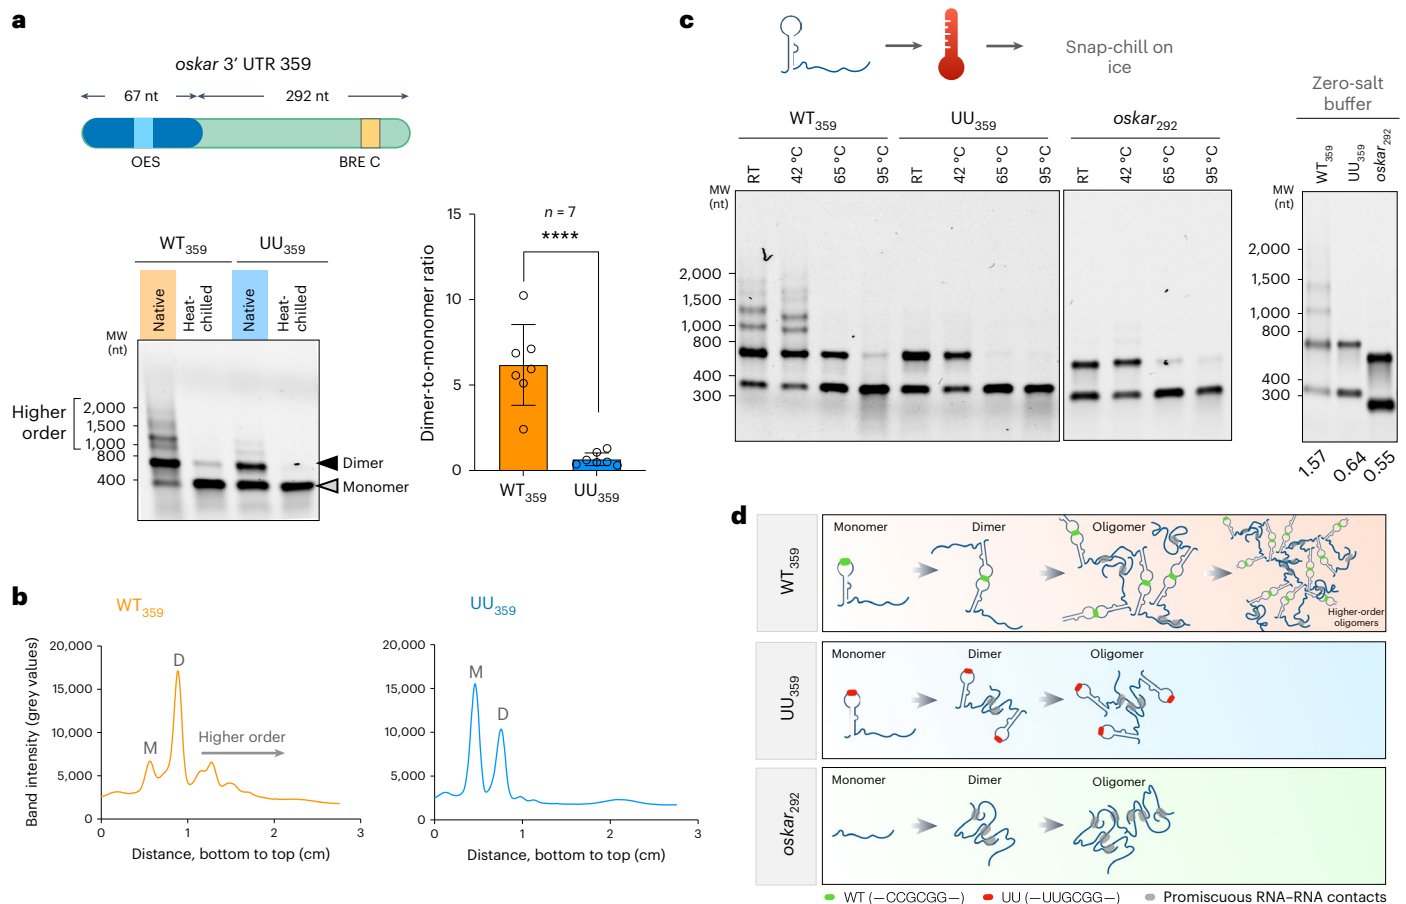 a
oskar 3′ UTR 359
67 nt
292 nt
OES
BRE C
WT359
UU359
Native
Heat-chilled
Native
Heat-chilled
MW
(nt)
Higher
order
2,000
1,500
1,000
800
400
Dimer
Monomer
Dimer-to-monomer ratio
15
10
5
0
n = 7
****
WT359
UU359
b
WT359
Band intensity (grey values)
20,000
15,000
10,000
5,000
0
M
D
Higher order
0
1
2
3
Distance, bottom to top (cm)
UU359
20,000
15,000
10,000
5,000
0
M
D
0
1
2
3
Distance, bottom to top (cm)
c
Snap-chill on
ice
WT359
UU359
oskar292
RT
42 °C
65 °C
95 °C
RT
42 °C
65 °C
95 °C
RT
42 °C
65 °C
95 °C
MW
(nt)
2,000
1,500
1,000
800
400
300
Zero-salt
buffer
WT359
UU359
oskar292
MW
(nt)
2,000
1,500
1,000
800
400
300
1.57
0.64
0.55
d
WT359
Monomer
Dimer
Oligomer
Higher-order
oligomers
UU359
Monomer
Dimer
Oligomer
oskar292
Monomer
Dimer
Oligomer
WT (—CCGCGG—)
UU (—UUGCGG—)
Promiscuous RNA–RNA contacts